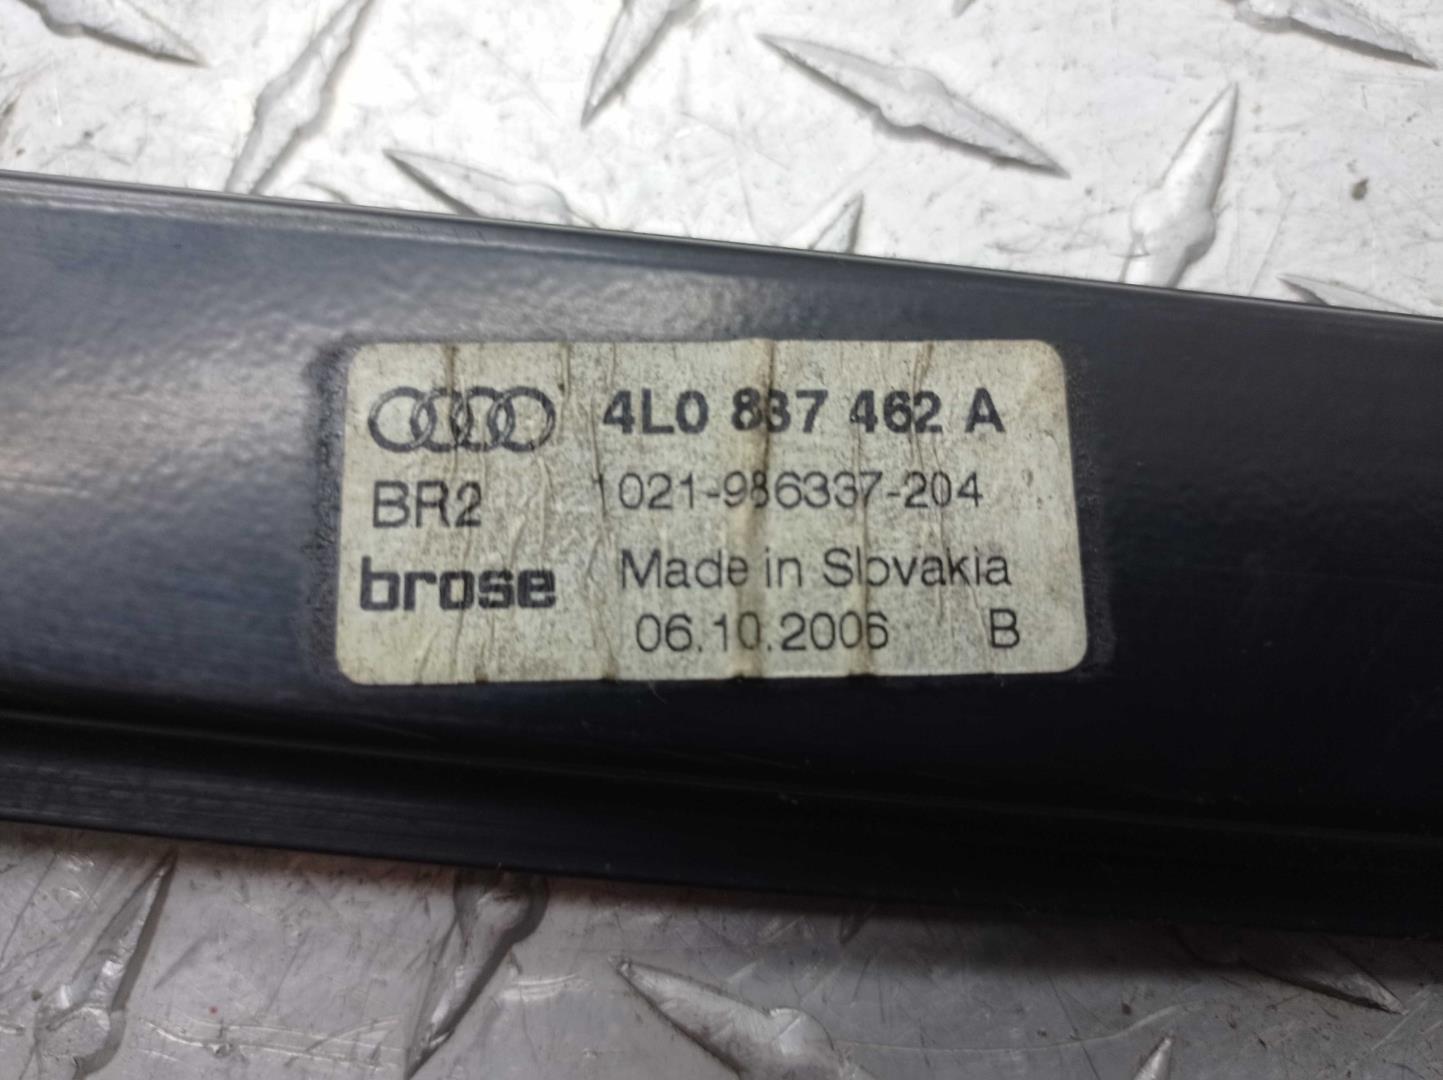 4L0 837 462 A
BR2 1021-986337-204
brose Made in Slovakia
06.10.2006 B